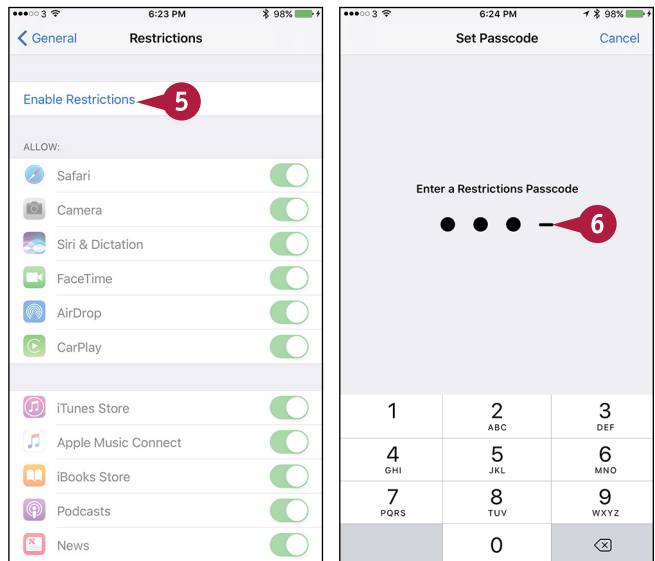 3 6:23 PM 98%
General Restrictions
Enable Restrictions
5
ALLOW:
Safari
Camera
Siri & Dictation
FaceTime
AirDrop
CarPlay
iTunes Store
Apple Music Connect
iBooks Store
Podcasts
News
3 6:24 PM 98%
Set Passcode Cancel
Enter a Restrictions Passcode
6
1 2 3
ABC DEF
4 5 6
GHI JKL MNO
7 8 9
PQRS TUV WXYZ
0